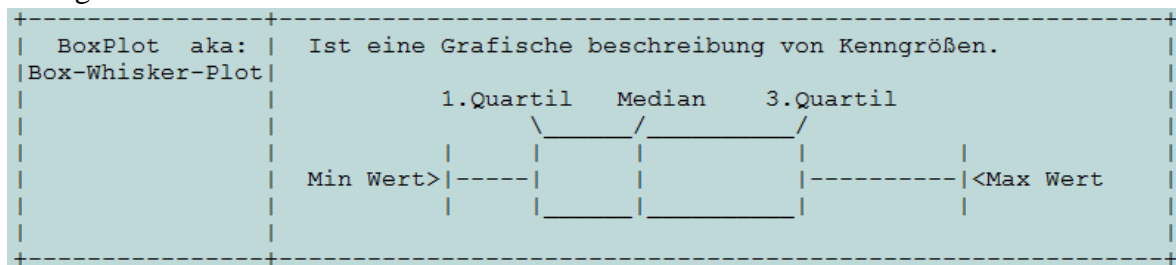 BoxPlot aka: Ist eine Grafische beschreibung von Kenngrößen.
Box-Whisker-Plot
1.Quartil Median 3.Quartil
Min Wert> <Max Wert